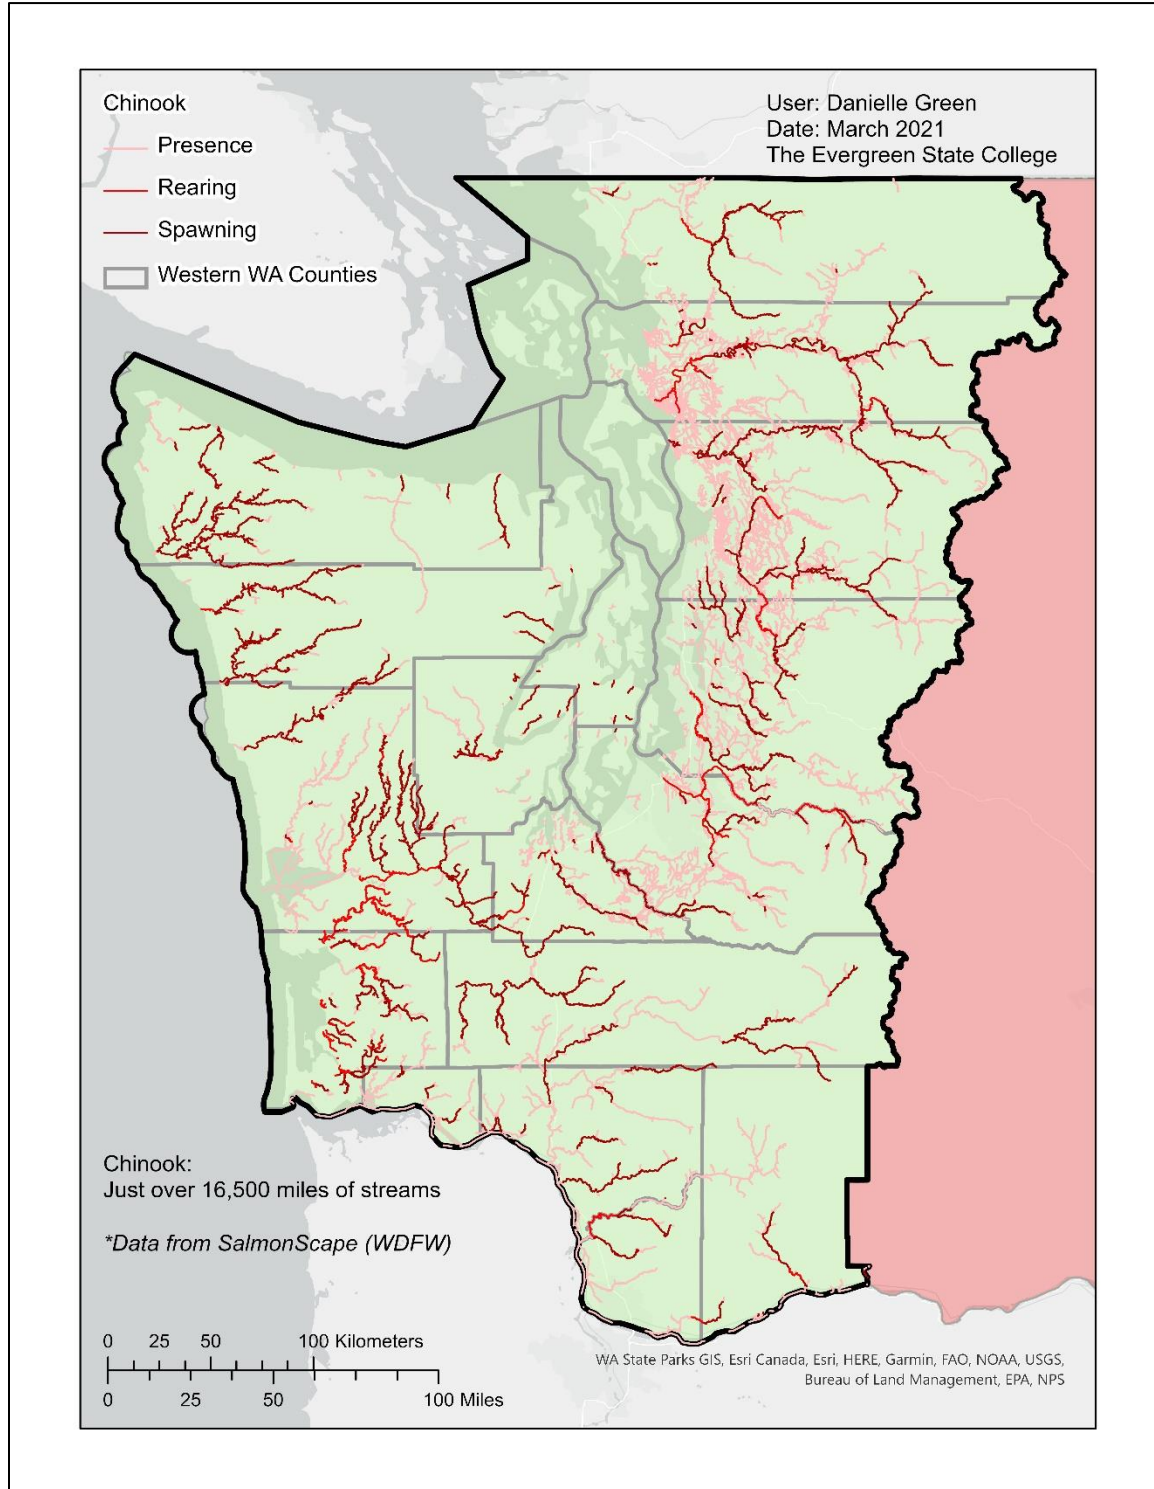 Chinook
Presence
Rearing
Spawning
Western WA Counties
User: Danielle Green
Date: March 2021
The Evergreen State College
Chinook:
Just over 16,500 miles of streams
*Data from SalmonScape (WDFW)
0 25 50 100 Kilometers
0 25 50 100 Miles
WA State Parks GIS, Esri Canada, Esri, HERE, Garmin, FAO, NOAA, USGS,
Bureau of Land Management, EPA, NPS